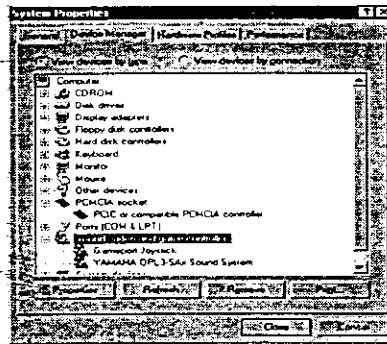 System Properties
General Device Manager Hardware Profiles Performance
View devices by type View devices by connection
Computer
CDROM
Disk drives
Display adapters
Floppy disk controllers
Hard disk controllers
Keyboard
Monitor
Mouse
Other devices
PCMCIA socket
PCIC or compatible PCMCIA controller
Ports (COM & LPT)
Sound, video and game controllers
Gameport Joystick
YAMAHA OPL3-SAx Sound System
Properties Refresh Remove Print...
Close Cancel